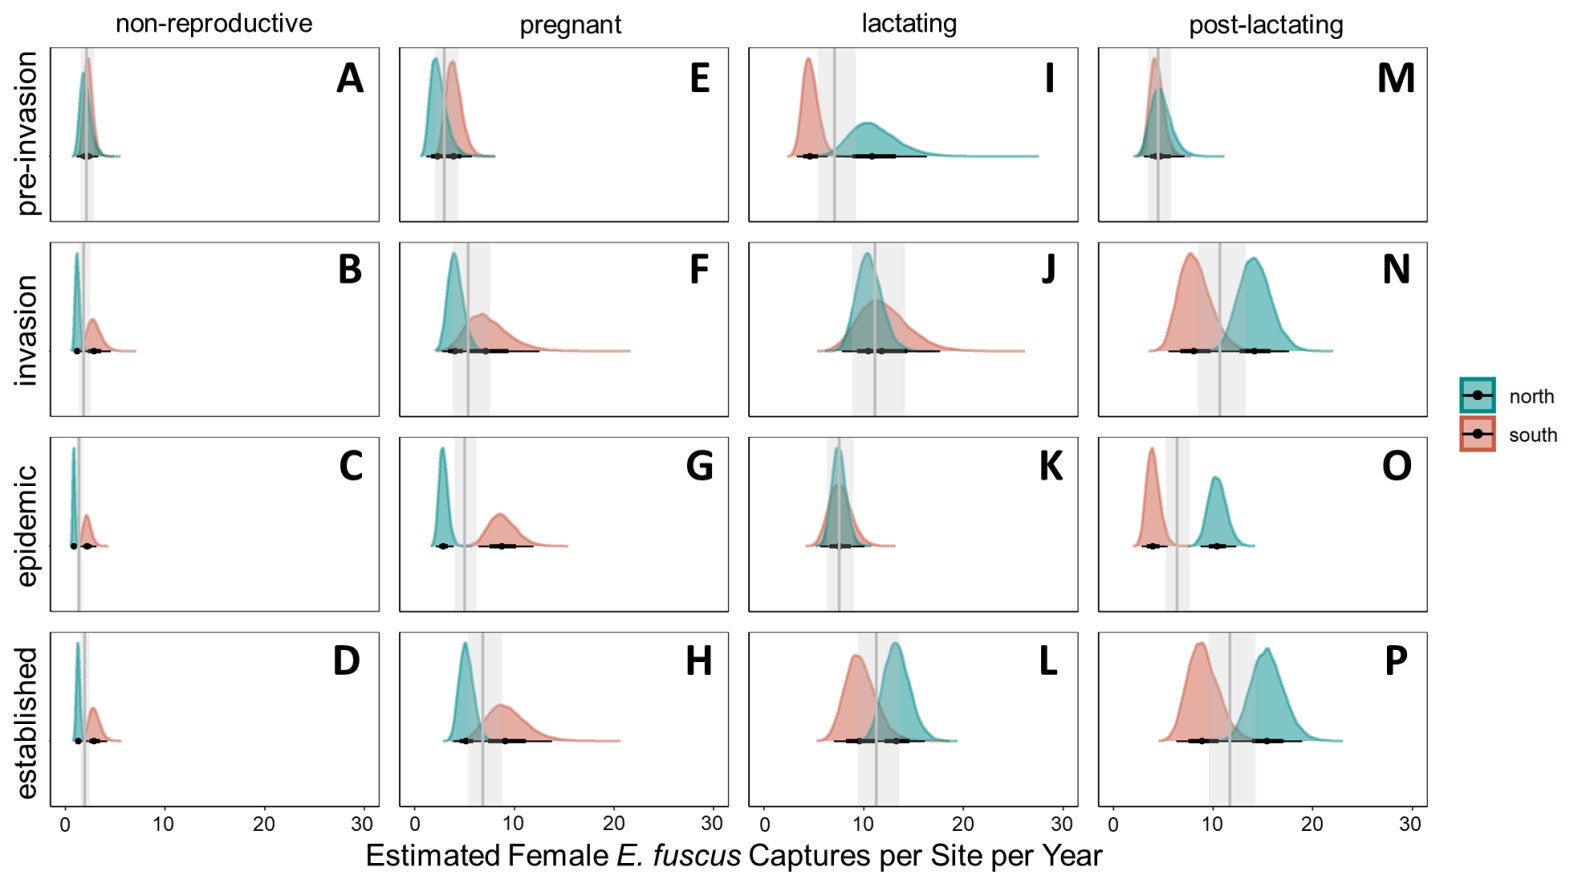 non-reproductive pregnant lactating post-lactating
pre-invasion
A E I M
invasion
B F J N
north
south
epidemic
C G K O
established
D H L P
0 10 20 30 0 10 20 30 0 10 20 30 0 10 20 30
Estimated Female E. fuscus Captures per Site per Year